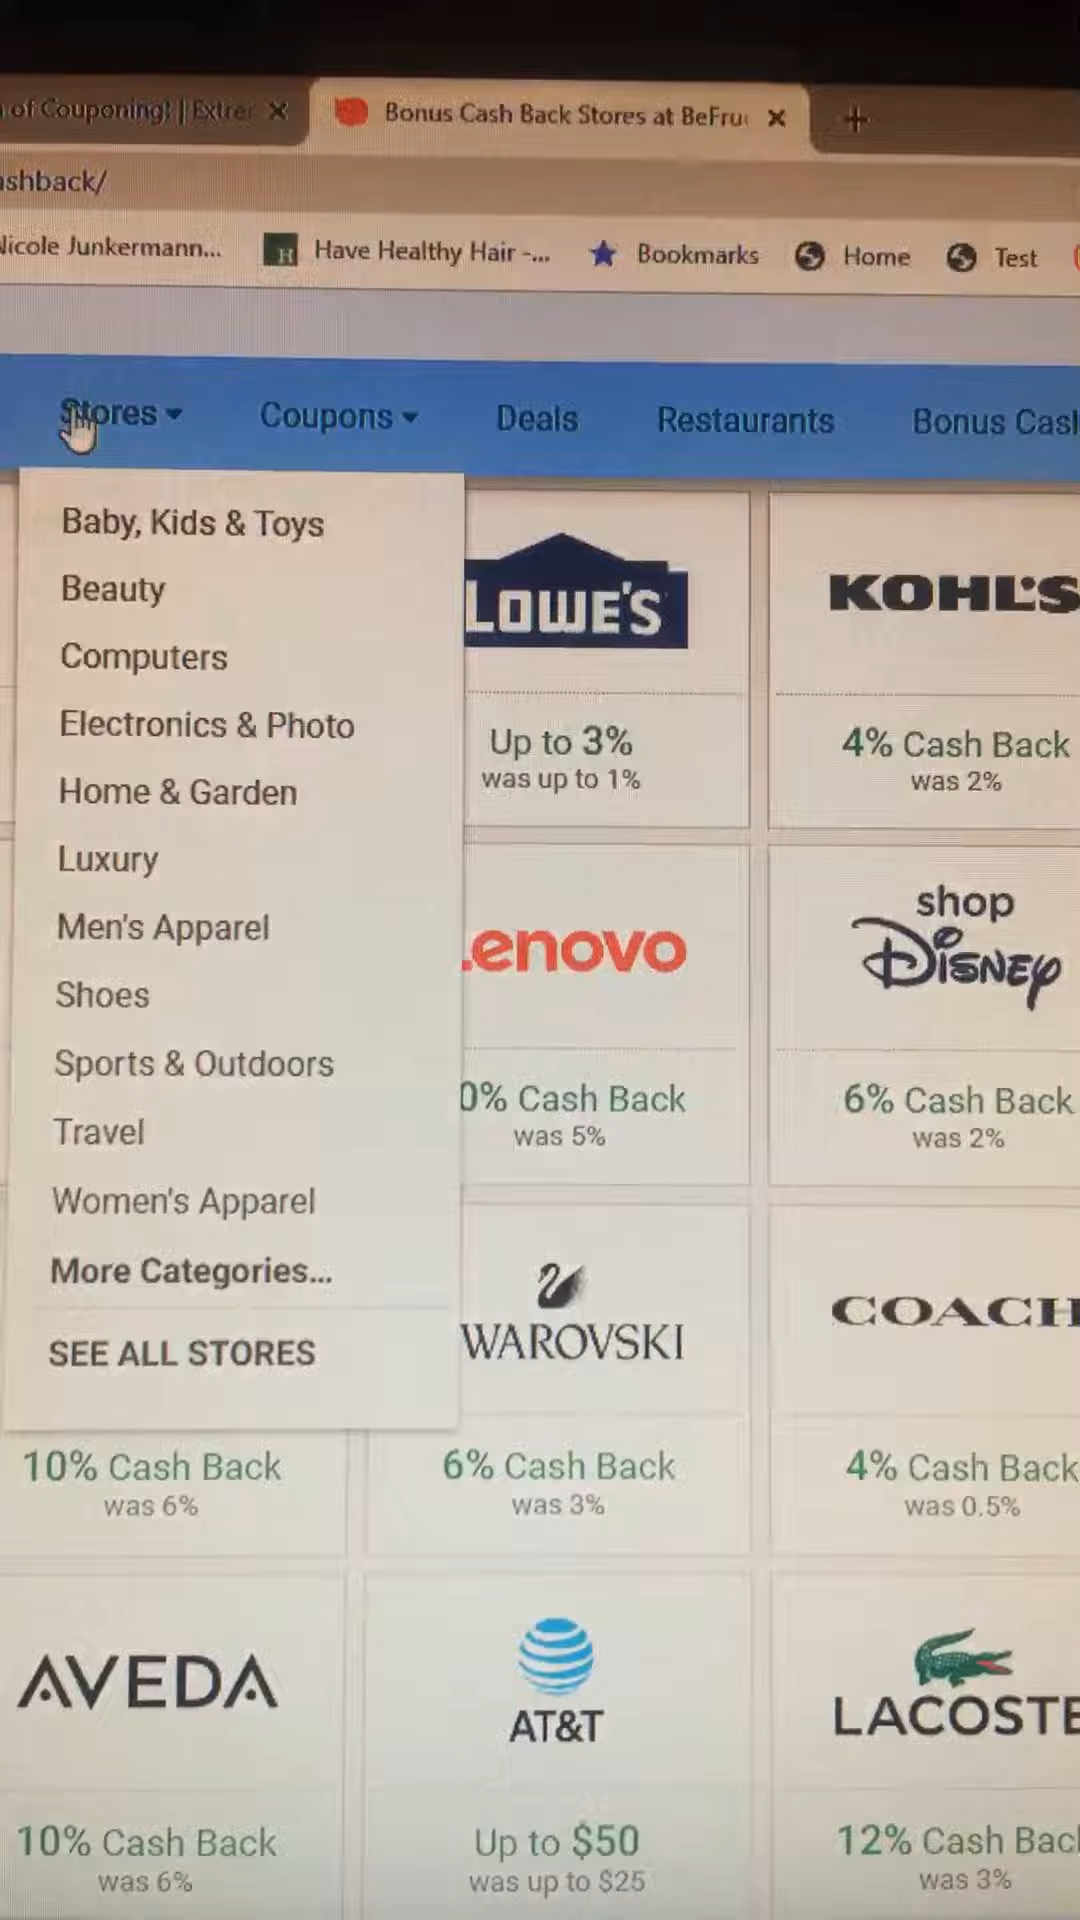 of Couponing! | Extre
Bonus Cash Back Stores at BeFru
ashback/
Nicole Junkermann...
Have Healthy Hair -...
Bookmarks
Home
Test
Stores
Coupons
Deals
Restaurants
Bonus Cash
Baby, Kids & Toys
Beauty
Computers
Electronics & Photo
Home & Garden
Luxury
Men's Apparel
Shoes
Sports & Outdoors
Travel
Women's Apparel
More Categories...
SEE ALL STORES
LOWE'S
Up to 3%
was up to 1%
KOHL'S
4% Cash Back
was 2%
enovo
0% Cash Back
was 5%
shop
Disney
6% Cash Back
was 2%
WAROVSKI
COACH
10% Cash Back
was 6%
6% Cash Back
was 3%
4% Cash Back
was 0.5%
AVEDA
AT&T
LACOSTE
10% Cash Back
was 6%
Up to $50
was up to $25
12% Cash Bac
was 3%